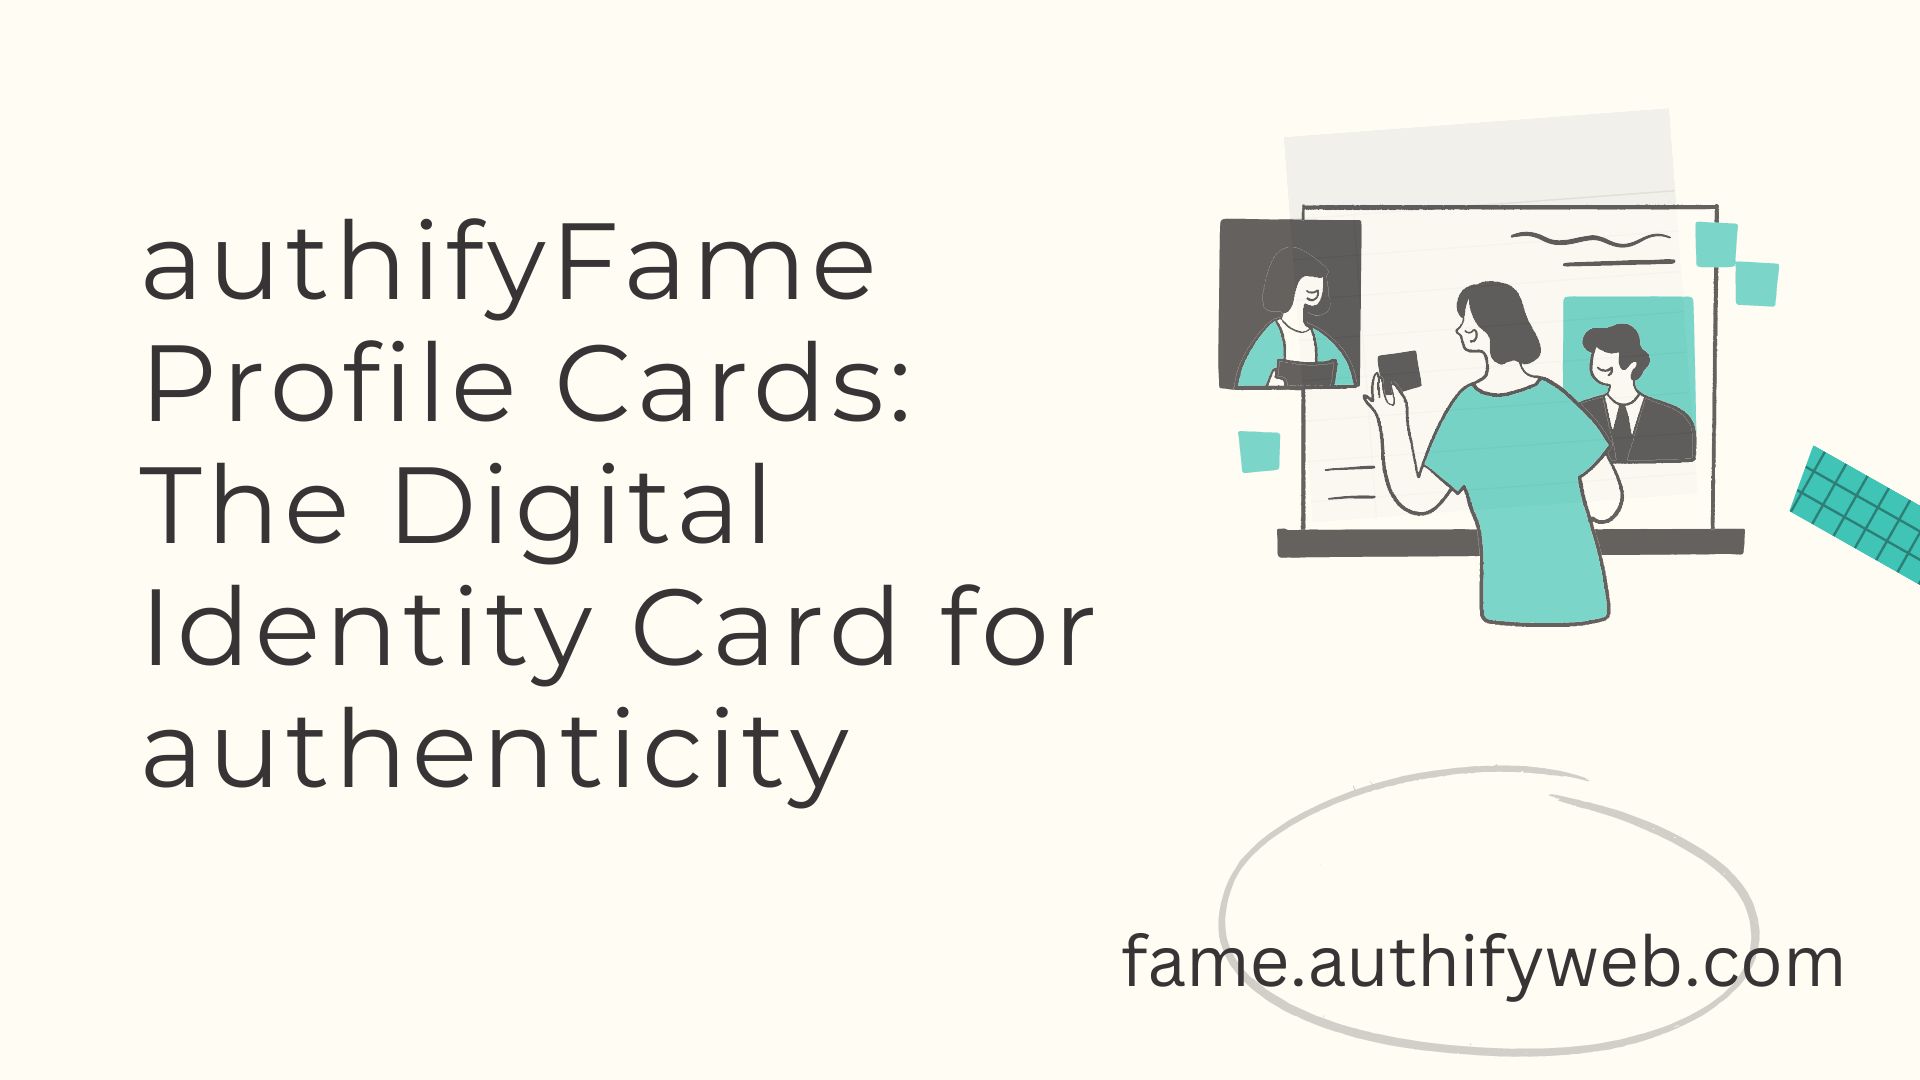 authifyFame
Profile Cards:
The Digital
Identity Card for
authenticity
fame.authifyweb.com